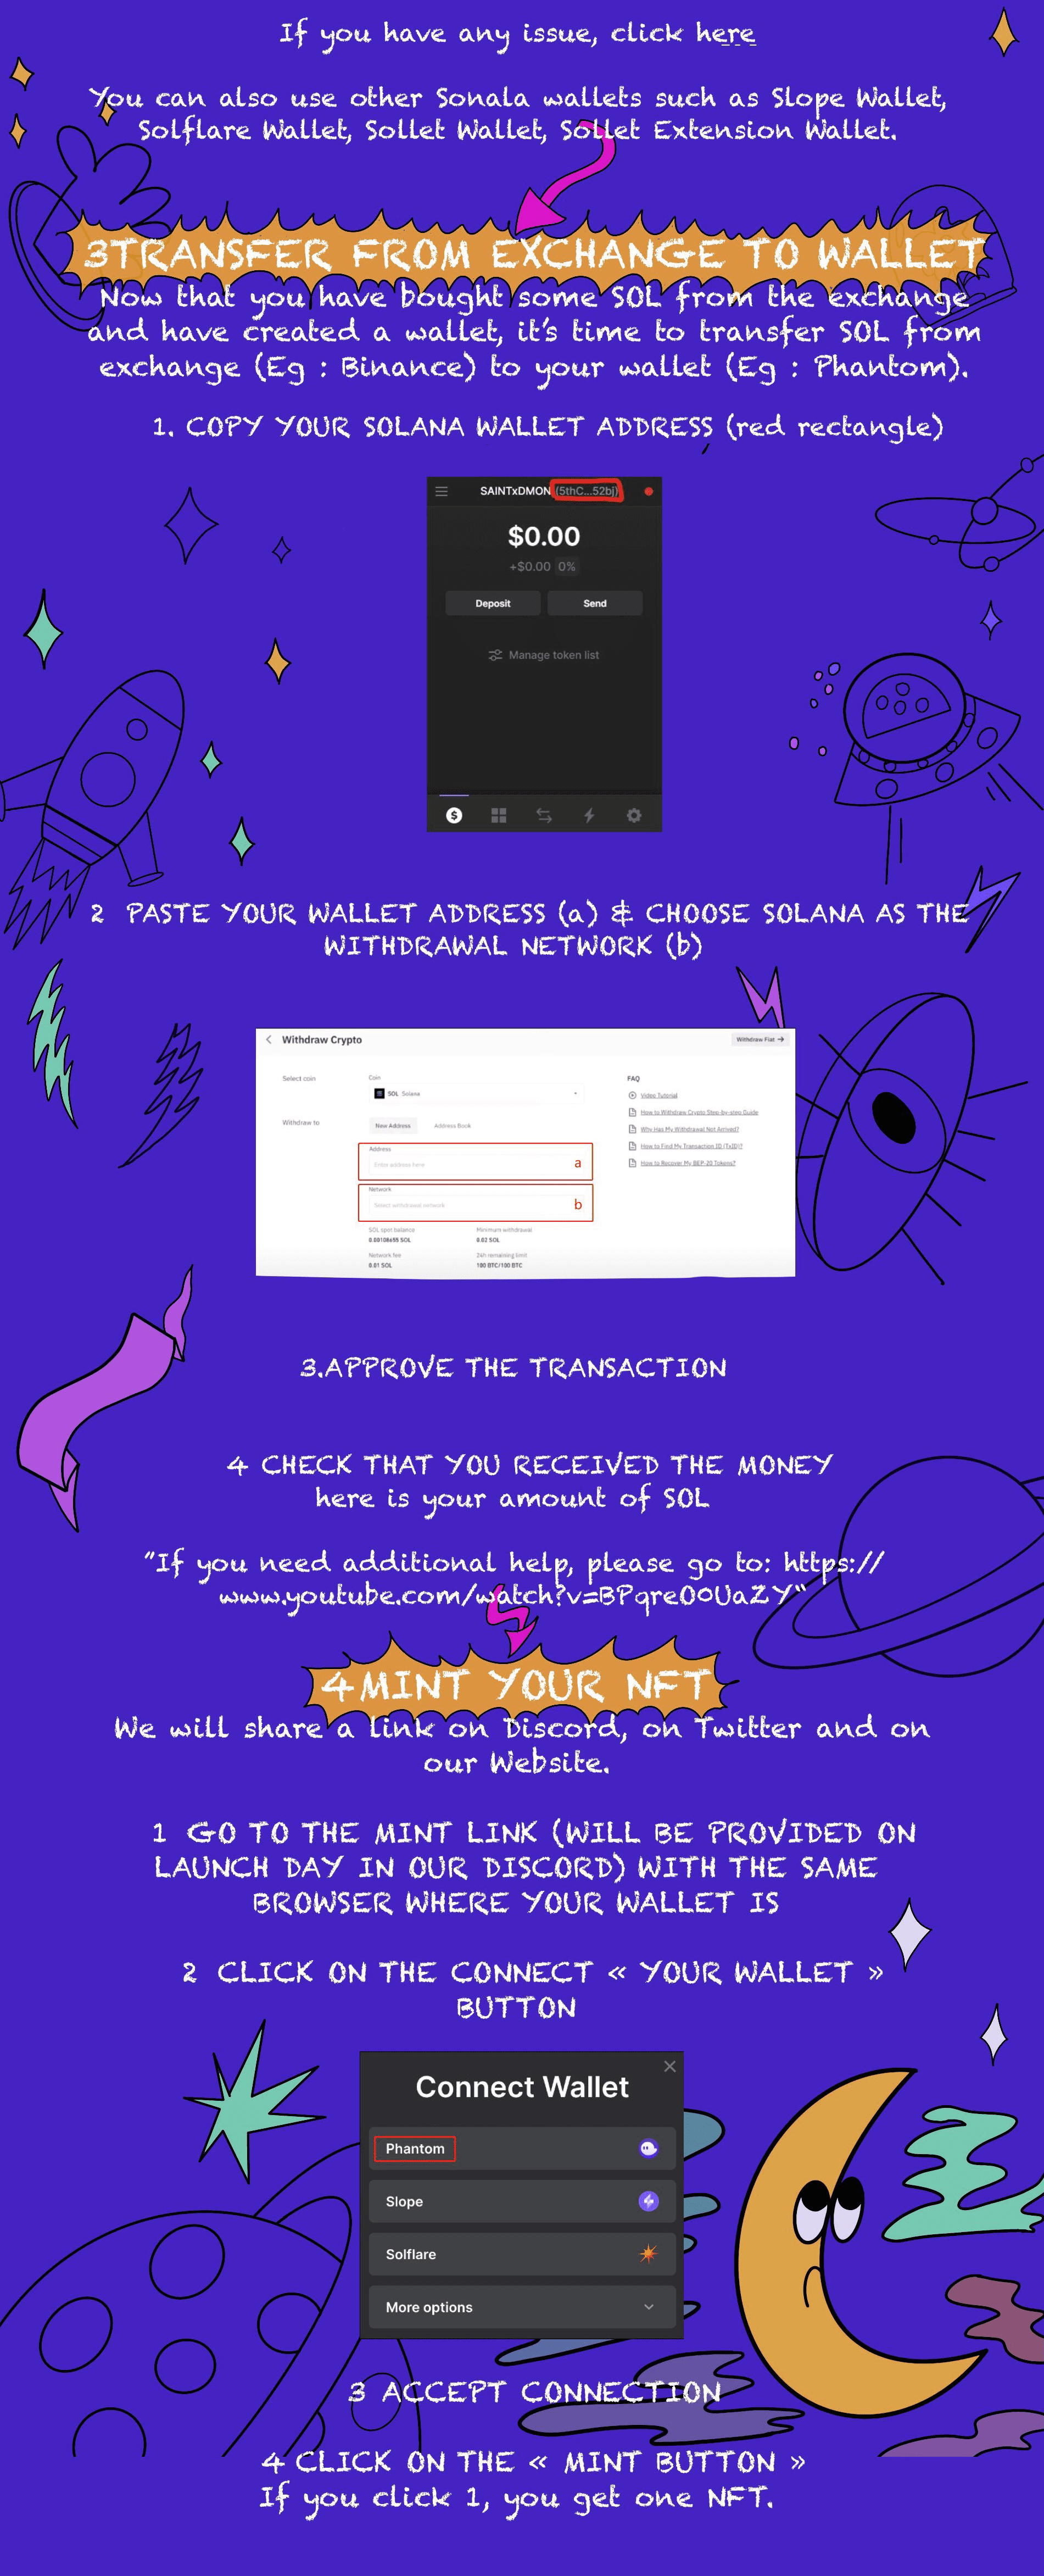 If you have any issue, click here
You can also use other Sonala wallets such as Slope Wallet,
Solflare Wallet, Sollet Wallet, Sollet Extension Wallet.
3TRANSFER FROM EXCHANGE TO WALLET
Now that you have bought some SOL from the exchange
and have created a wallet, it's time to transfer SOL from
exchange (Eg : Binance) to your wallet (Eg : Phantom).
1. COPY YOUR SOLANA WALLET ADDRESS (red rectangle)
SAINTxDMON (5thC...52bj)
$0.00
+$0.00 0%
Deposit Send
Manage token list
2 PASTE YOUR WALLET ADDRESS (a) & CHOOSE SOLANA AS THE
WITHDRAWAL NETWORK (b)
Withdraw Crypto
Withdraw Fiat →
Select coin
Coin
SOL Solana
Withdraw to
New Address Address Book
Address
Enter address here a
Network
Select withdrawal network b
SOL spot balance Minimum withdrawal
0.00108655 SOL 0.02 SOL
Network fee 24h remaining limit
0.01 SOL 100 BTC/100 BTC
FAQ
Video Tutorial
How to Withdraw Crypto Step-by-step Guide
Why Has My Withdrawal Not Arrived?
How to Find My Transaction ID (TxID)?
How to Recover My BEP-20 Tokens?
3.APPROVE THE TRANSACTION
4 CHECK THAT YOU RECEIVED THE MONEY
here is your amount of SOL
"If you need additional help, please go to: https://
www.youtube.com/watch?v=BPqre0OUaZY"
4MINT YOUR NFT
We will share a link on Discord, on Twitter and on
our Website.
1 GO TO THE MINT LINK (WILL BE PROVIDED ON
LAUNCH DAY IN OUR DISCORD) WITH THE SAME
BROWSER WHERE YOUR WALLET IS
2 CLICK ON THE CONNECT « YOUR WALLET »
BUTTON
Connect Wallet
Phantom
Slope
Solflare
More options
3 ACCEPT CONNECTION
4 CLICK ON THE « MINT BUTTON »
If you click 1, you get one NFT.